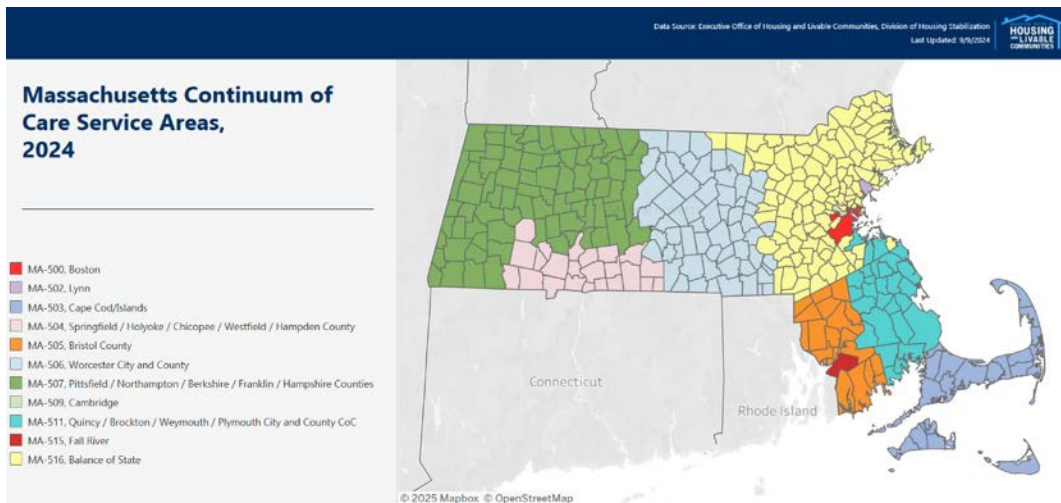 Data Source: Executive Office of Housing and Livable Communities, Division of Housing Stabilization
Last Updated: 9/9/2024
HOUSING
AND LIVABLE
COMMUNITIES
Massachusetts Continuum of
Care Service Areas,
2024
MA-500, Boston
MA-502, Lynn
MA-503, Cape Cod/Islands
MA-504, Springfield / Holyoke / Chicopee / Westfield / Hampden County
MA-505, Bristol County
MA-506, Worcester City and County
MA-507, Pittsfield / Northampton / Berkshire / Franklin / Hampshire Counties
MA-509, Cambridge
MA-511, Quincy / Brockton / Weymouth / Plymouth City and County CoC
MA-515, Fall River
MA-516, Balance of State
Connecticut
Rhode Island
© 2025 Mapbox © OpenStreetMap